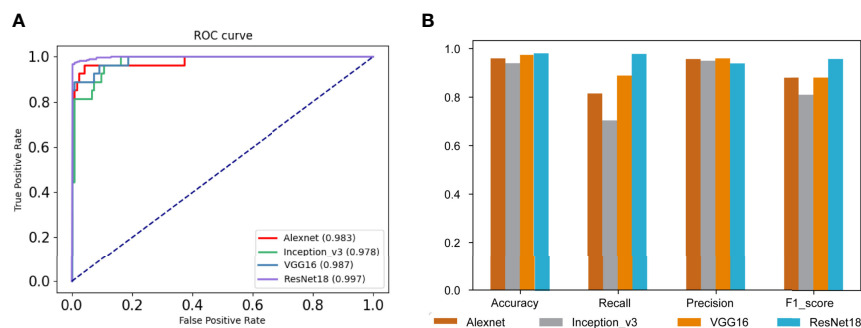 A
ROC curve
1.0
0.8
0.6
0.4
0.2
0.0
True Positive Rate
Alexnet (0.983)
Inception_v3 (0.978)
VGG16 (0.987)
ResNet18 (0.997)
0.0 0.2 0.4 0.6 0.8 1.0
False Positive Rate
B
1.0
0.8
0.6
0.4
0.2
0.0
Accuracy Recall Precision F1_score
Alexnet Inception_v3 VGG16 ResNet18